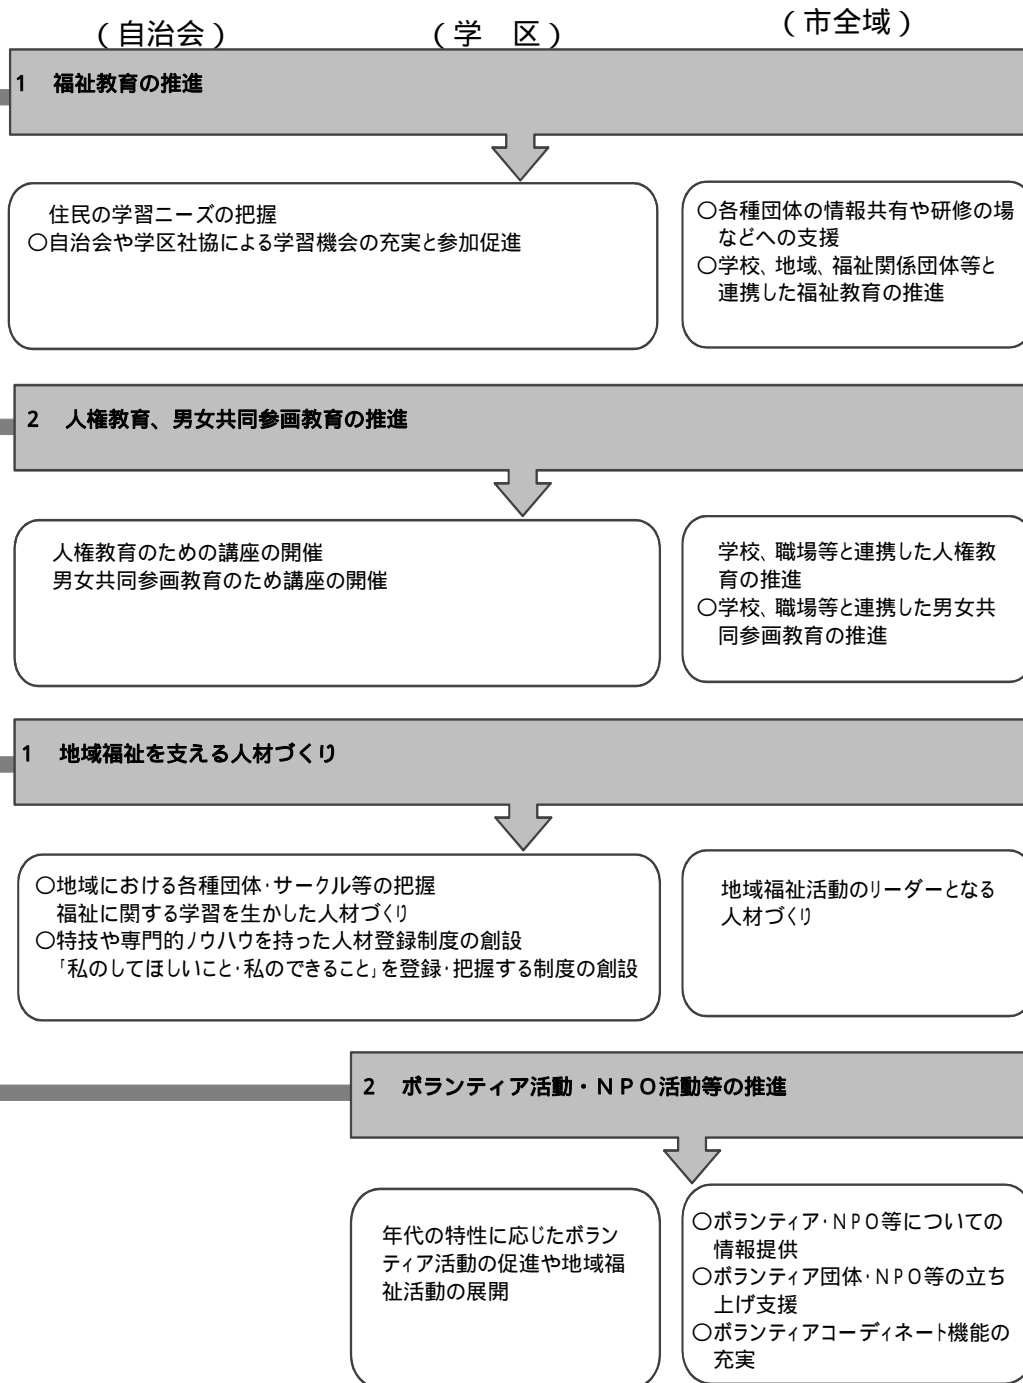 (自治会)
(学　区)
(市全域)
1　福祉教育の推進
住民の学習ニーズの把握
○自治会や学区社協による学習機会の充実と参加促進
○各種団体の情報共有や研修の場
などへの支援
○学校、地域、福祉関係団体等と
連携した福祉教育の推進
2　人権教育、男女共同参画教育の推進
人権教育のための講座の開催
男女共同参画教育のため講座の開催
学校、職場等と連携した人権教
育の推進
○学校、職場等と連携した男女共
同参画教育の推進
1　地域福祉を支える人材づくり
○地域における各種団体・サークル等の把握
福祉に関する学習を生かした人材づくり
○特技や専門的ノウハウを持った人材登録制度の創設
「私のしてほしいこと・私のできること」を登録・把握する制度の創設
地域福祉活動のリーダーとなる
人材づくり
2　ボランティア活動・ＮＰＯ活動等の推進
年代の特性に応じたボラン
ティア活動の促進や地域福
祉活動の展開
○ボランティア・ＮＰＯ等についての
情報提供
○ボランティア団体・ＮＰＯ等の立ち
上げ支援
○ボランティアコーディネート機能の
充実